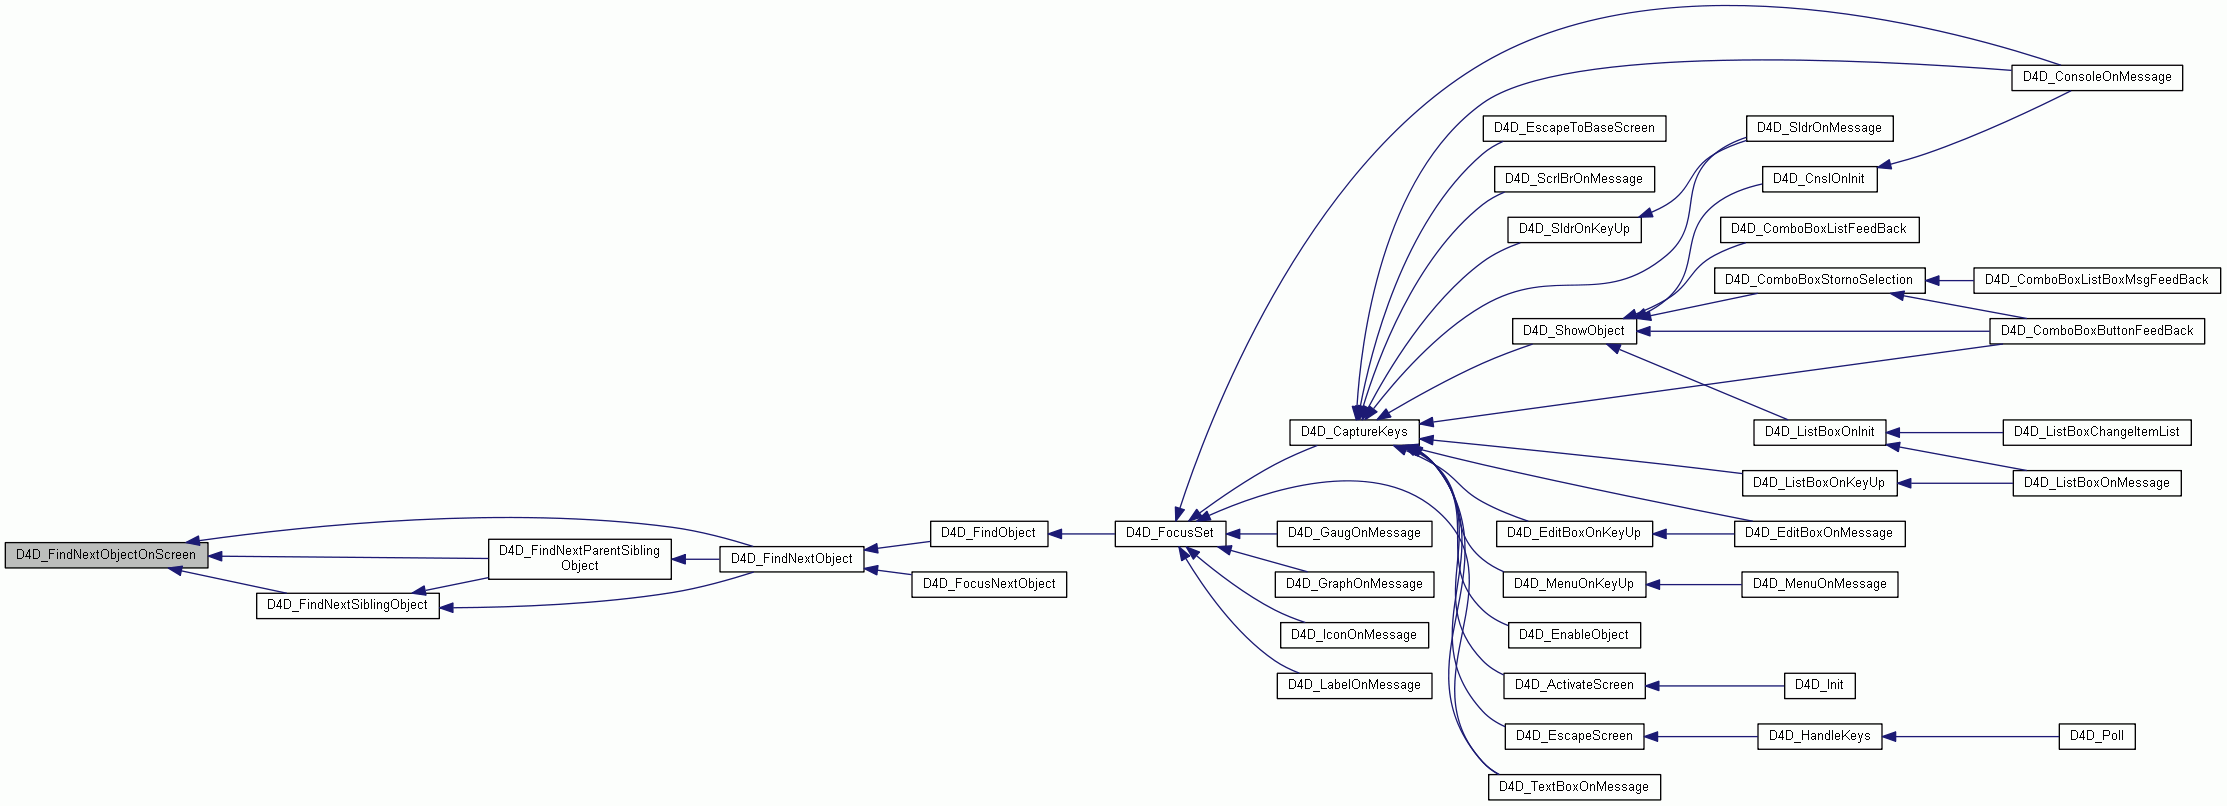 D4D_ConsoleOnMessage
D4D_EscapeToBaseScreen
D4D_SldrOnMessage
D4D_ScrlBrOnMessage
D4D_CnslOnInit
D4D_SldrOnKeyUp
D4D_ComboBoxListFeedBack
D4D_ComboBoxStornoSelection
D4D_ComboBoxListBoxMsgFeedBack
D4D_ShowObject
D4D_ComboBoxButtonFeedBack
D4D_CaptureKeys
D4D_ListBoxOnInit
D4D_ListBoxChangeItemList
D4D_ListBoxOnKeyUp
D4D_ListBoxOnMessage
D4D_FindNextObjectOnScreen
D4D_FindNextParentSibling
Object
D4D_FindNextObject
D4D_FindObject
D4D_FocusSet
D4D_GaugOnMessage
D4D_EditBoxOnKeyUp
D4D_EditBoxOnMessage
D4D_FindNextSiblingObject
D4D_FocusNextObject
D4D_GraphOnMessage
D4D_MenuOnKeyUp
D4D_MenuOnMessage
D4D_IconOnMessage
D4D_EnableObject
D4D_LabelOnMessage
D4D_ActivateScreen
D4D_Init
D4D_EscapeScreen
D4D_HandleKeys
D4D_Poll
D4D_TextBoxOnMessage